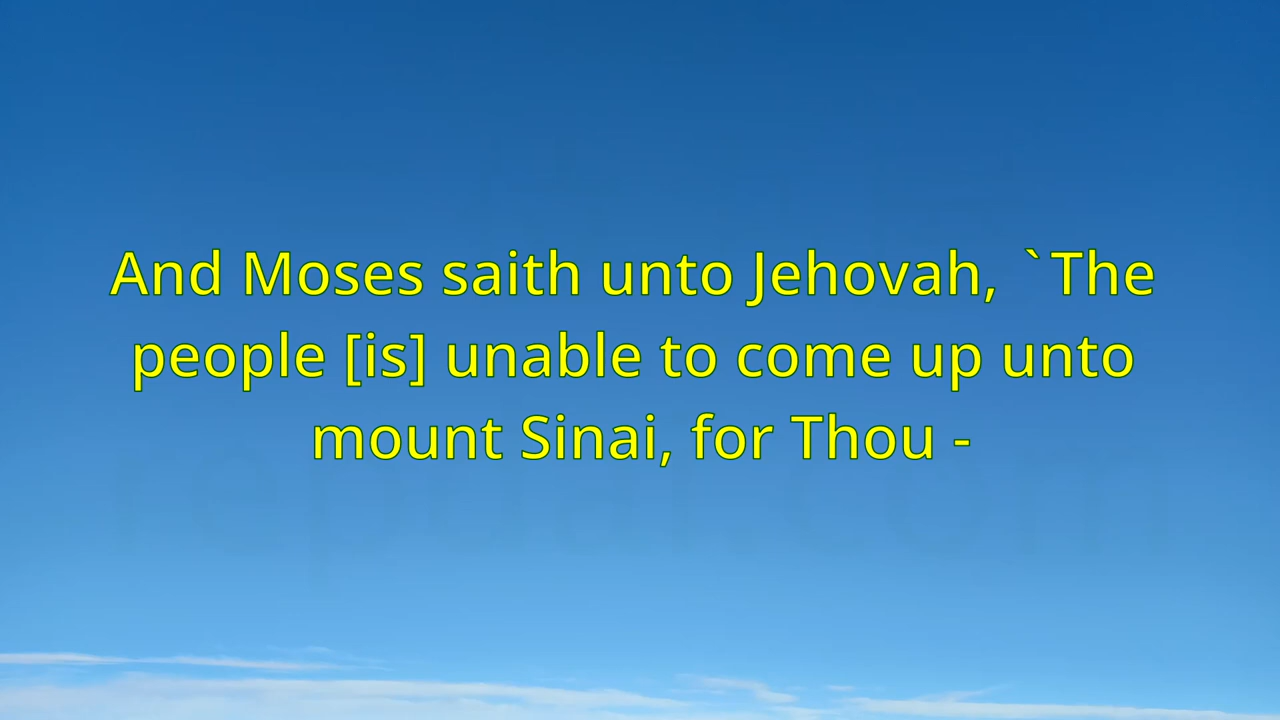 And Moses saith unto Jehovah, `The
people [is] unable to come up unto
mount Sinai, for Thou -